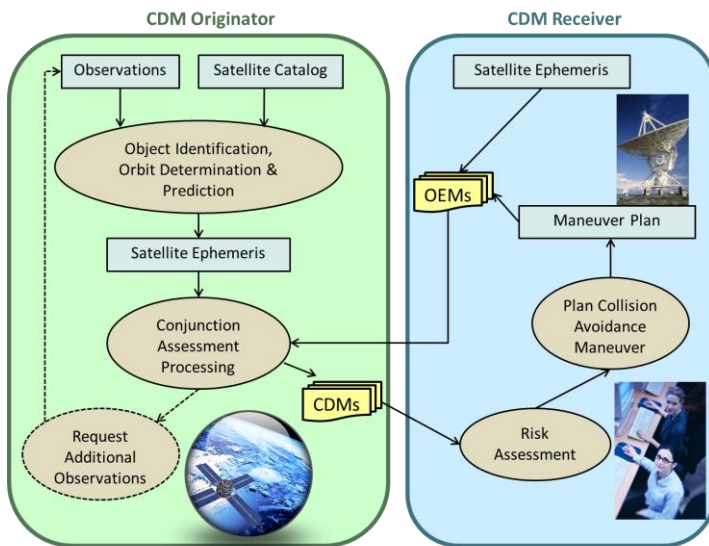 CDM Originator
Observations
Satellite Catalog
Object Identification,
Orbit Determination &
Prediction
Satellite Ephemeris
Conjunction
Assessment
Processing
CDMs
Request
Additional
Observations
CDM Receiver
Satellite Ephemeris
OEMs
Maneuver Plan
Plan Collision
Avoidance
Maneuver
Risk
Assessment